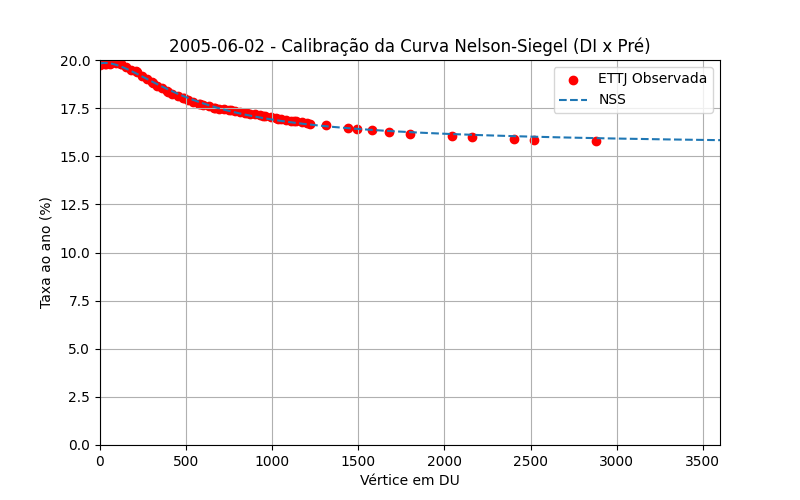 2005-06-02 - Calibração da Curva Nelson-Siegel (DI x Pré)
ETTJ Observada
NSS
Taxa ao ano (%)
20.0
17.5
15.0
12.5
10.0
7.5
5.0
2.5
0.0
0 500 1000 1500 2000 2500 3000 3500
Vértice em DU